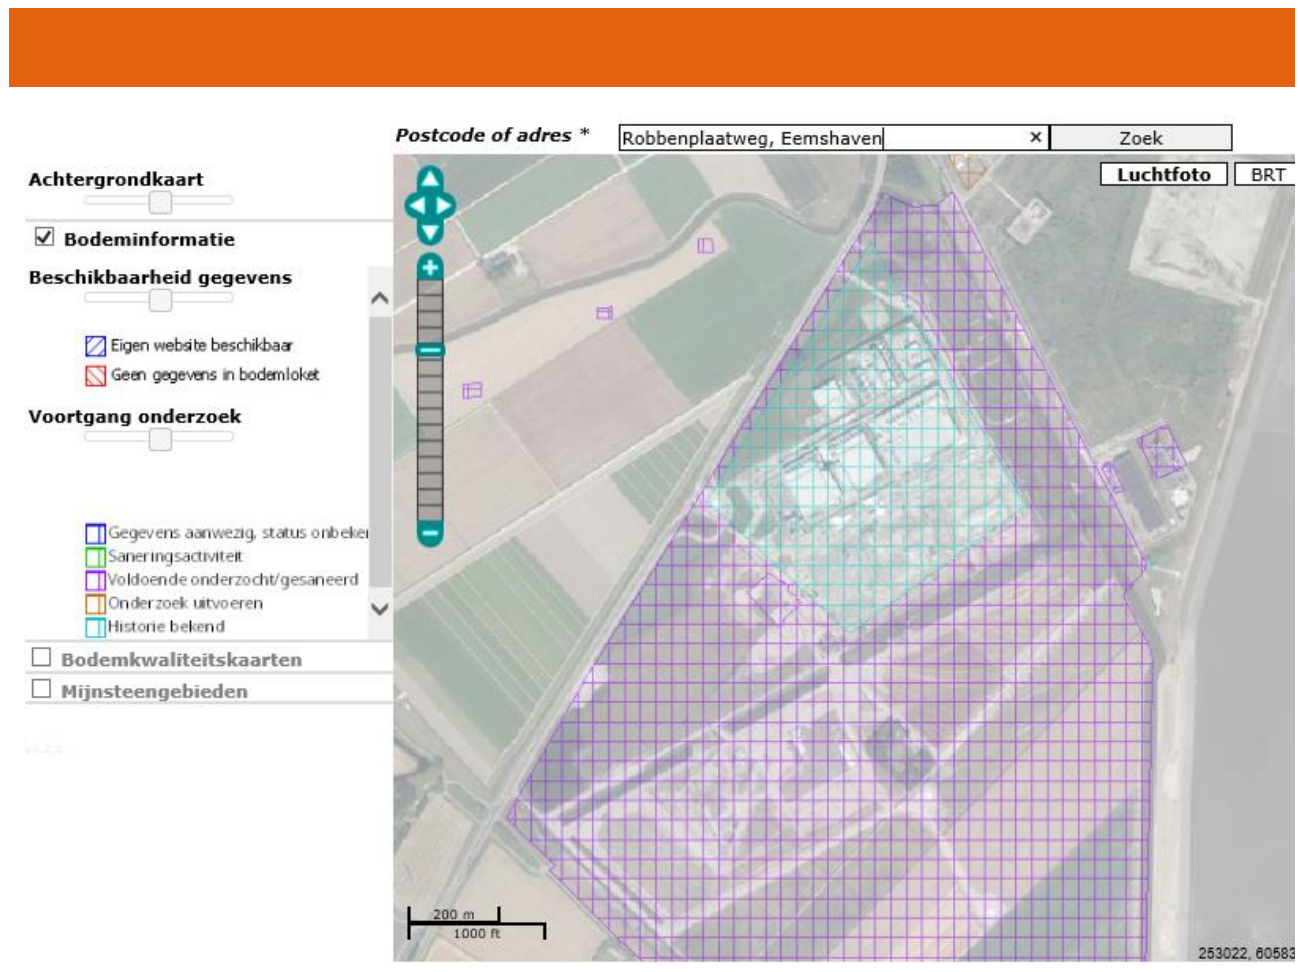 Postcode of adres *
Robbenplaatweg, Eemshaven
×
Zoek
Achtergrondkaart
Luchtfoto
BRT
Bodeminformatie
Beschikbaarheid gegevens
Eigen website beschikbaar
Geen gegevens in bodemloket
Voortgang onderzoek
Gegevens aanwezig, status onbeke
Saneringsactiviteit
Voldoende onderzocht/gesaneerd
Onderzoek uitvoeren
Historie bekend
Bodemkwaliteitskaarten
Mijnsteengebieden
200 m
1000 ft
253022, 60583